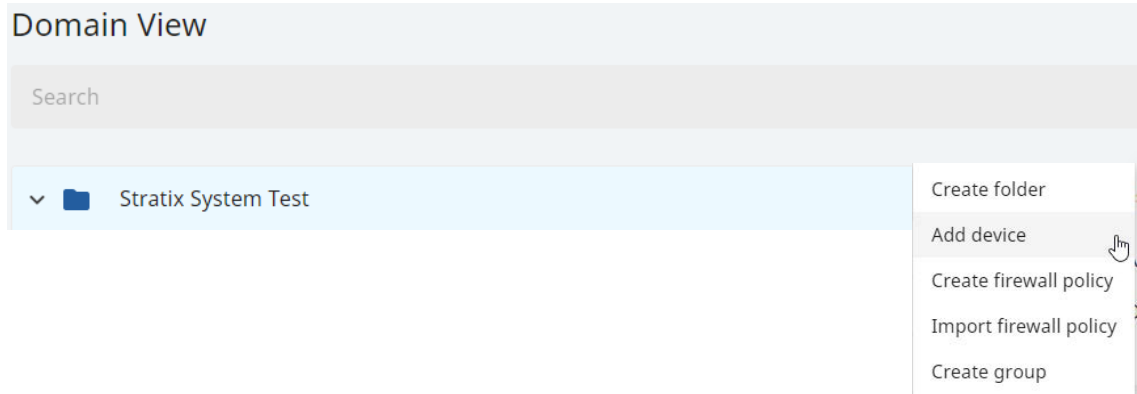 Domain View
Search
Stratix System Test
Create folder
Add device
Create firewall policy
Import firewall policy
Create group